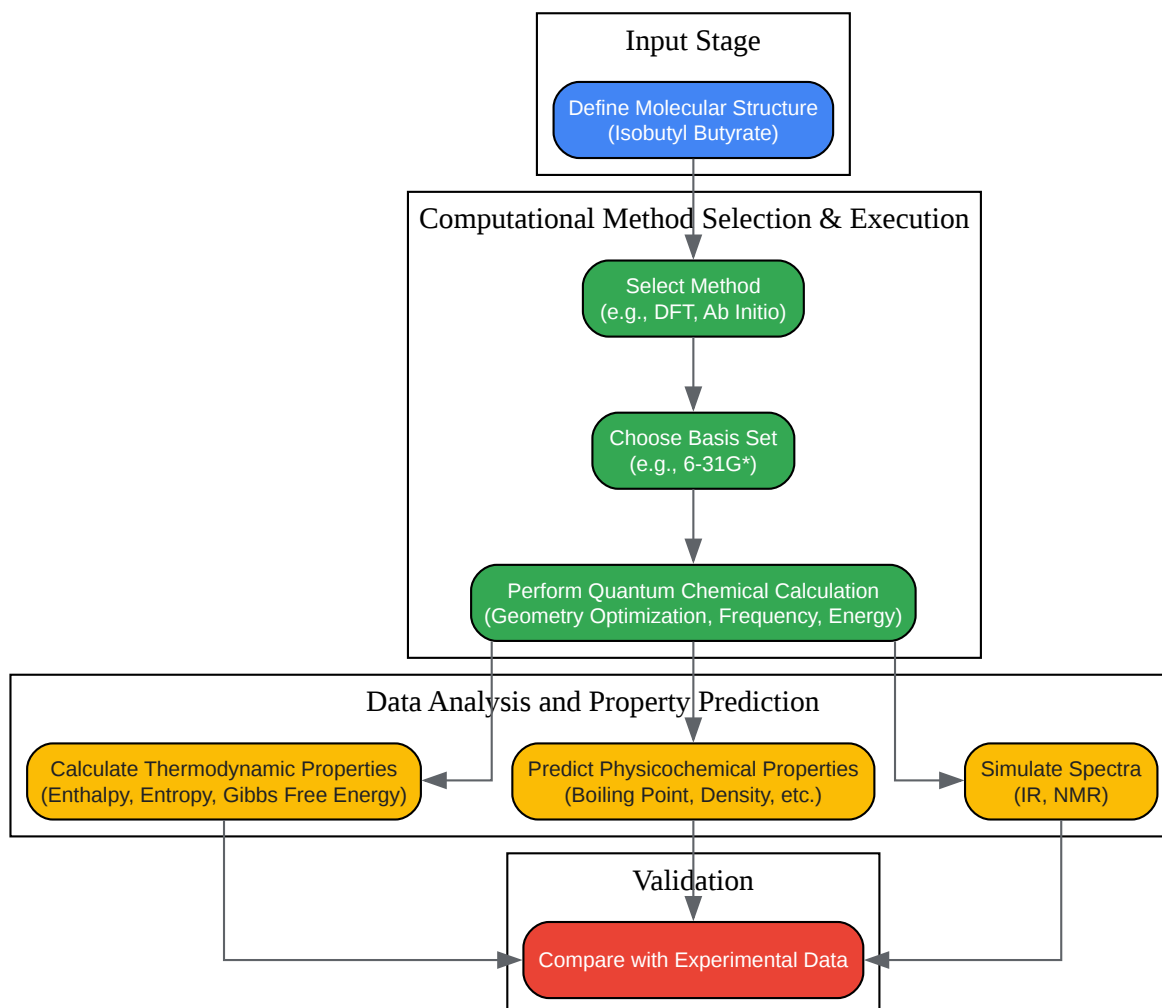 Input Stage
Define Molecular Structure
(Isobutyl Butyrate)
Computational Method Selection & Execution
Select Method
(e.g., DFT, Ab Initio)
Choose Basis Set
(e.g., 6-31G*)
Perform Quantum Chemical Calculation
(Geometry Optimization, Frequency, Energy)
Data Analysis and Property Prediction
Calculate Thermodynamic Properties
(Enthalpy, Entropy, Gibbs Free Energy)
Predict Physicochemical Properties
(Boiling Point, Density, etc.)
Simulate Spectra
(IR, NMR)
Validation
Compare with Experimental Data